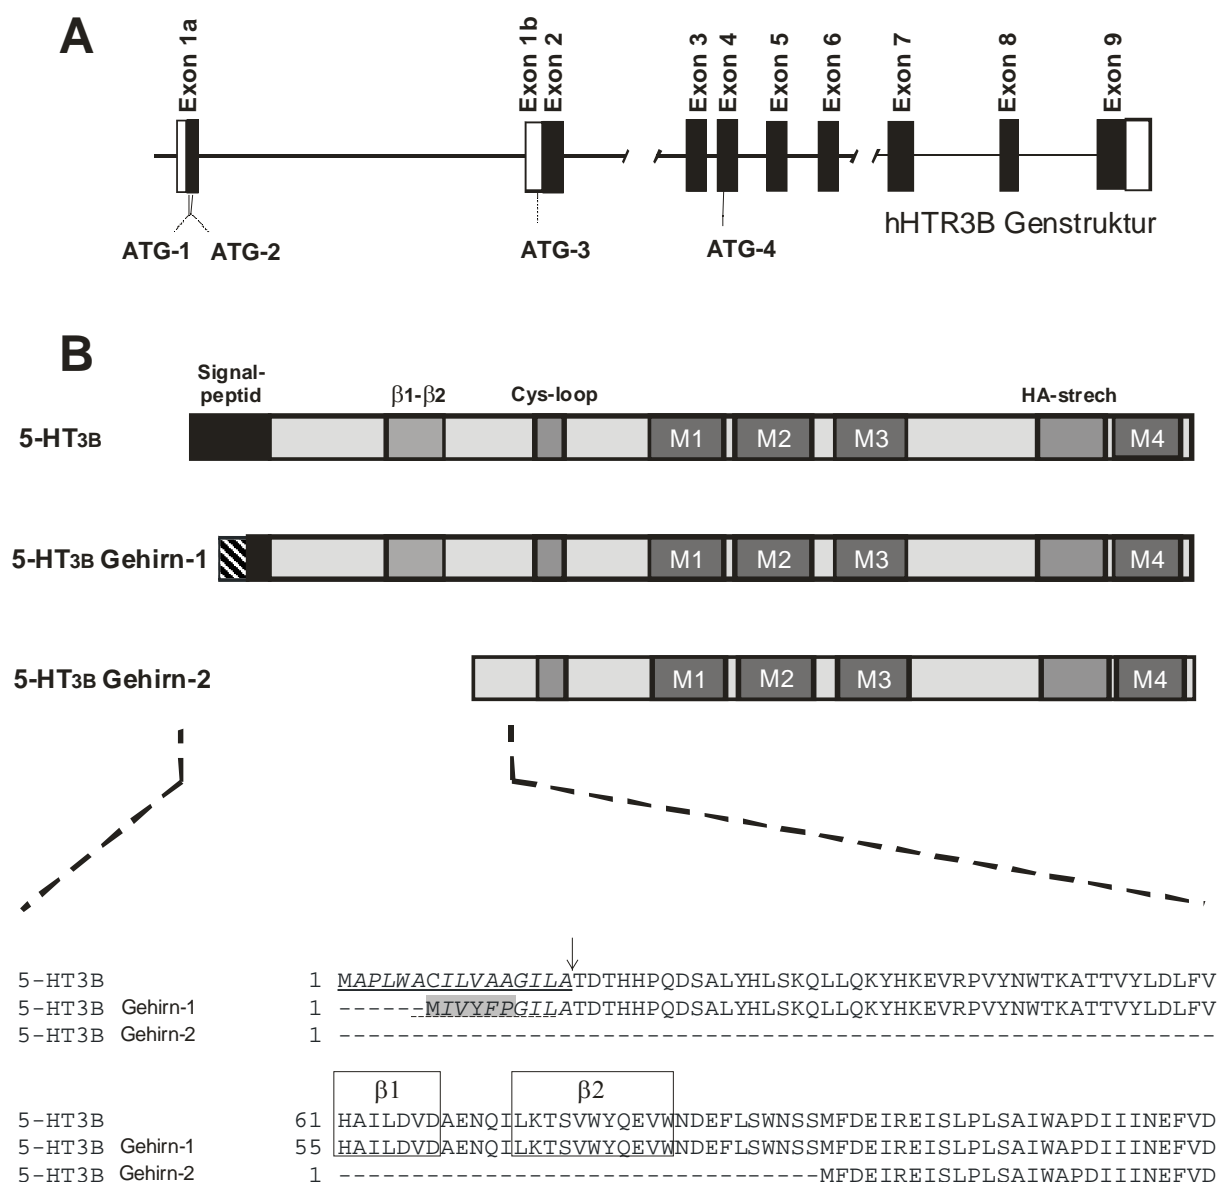 A
Exon 1a
Exon 1b
Exon 2
Exon 3
Exon 4
Exon 5
Exon 6
Exon 7
Exon 8
Exon 9
ATG-1
ATG-2
ATG-3
ATG-4
hHTR3B Genstruktur
B
Signal-
peptid
β1-β2
Cys-loop
HA-strech
5-HT3B
M1 M2 M3 M4
5-HT3B Gehirn-1
M1 M2 M3 M4
5-HT3B Gehirn-2
M1 M2 M3 M4
5-HT3B 1 MAPLWACILVAAGILATDTHHPQDSALYHLSKQLLQKYHKEVRPVYNWTKATTVYLDLFV
5-HT3B Gehirn-1 1 ------MIVYFPGILATDTHHPQDSALYHLSKQLLQKYHKEVRPVYNWTKATTVYLDLFV
5-HT3B Gehirn-2 1 ------------------------------------------------------------
β1 β2
5-HT3B 61 HAILDVDAENQILKTSVWYQEVWNDEFLSWNSSMFDEIREISLPLSAIWAPDIIINEFVD
5-HT3B Gehirn-1 55 HAILDVDAENQILKTSVWYQEVWNDEFLSWNSSMFDEIREISLPLSAIWAPDIIINEFVD
5-HT3B Gehirn-2 1 ---------------------------------MFDEIREISLPLSAIWAPDIIINEFVD